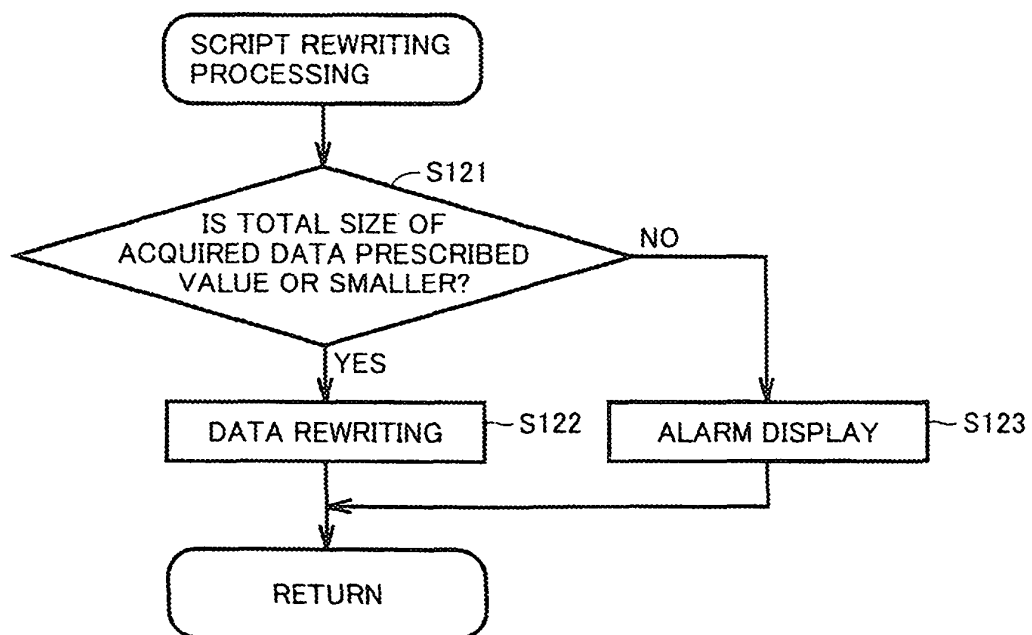 SCRIPT REWRITING
PROCESSING
S121
IS TOTAL SIZE OF
ACQUIRED DATA PRESCRIBED
VALUE OR SMALLER?
NO
YES
DATA REWRITING
S122
ALARM DISPLAY
S123
RETURN